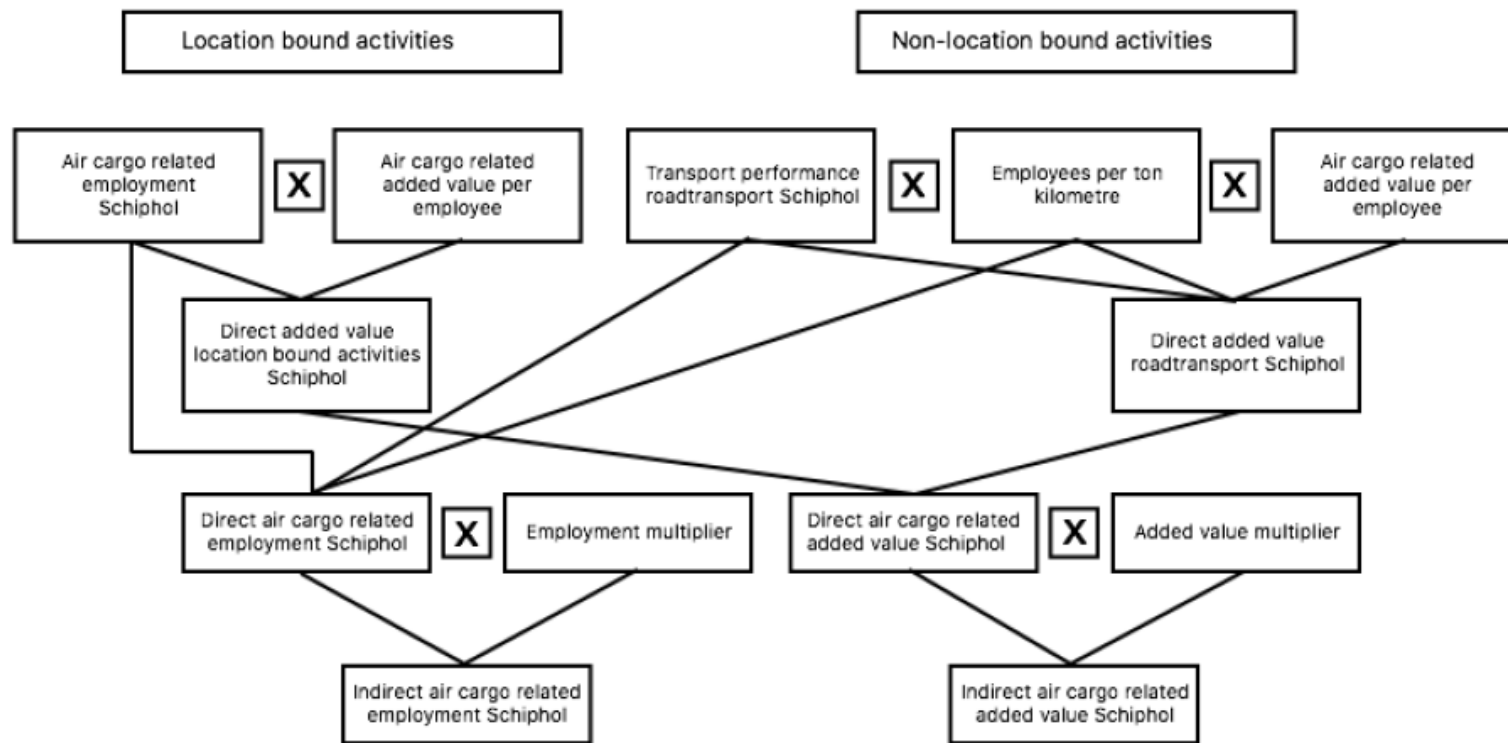 Location bound activities
Non-location bound activities
Air cargo related
employment
Schiphol
X
Air cargo related
added value per
employee
Transport performance
roadtransport Schiphol
X
Employees per ton
kilometre
X
Air cargo related
added value per
employee
Direct added value
location bound activities
Schiphol
Direct added value
roadtransport Schiphol
Direct air cargo related
employment Schiphol
X
Employment multiplier
Direct air cargo related
added value Schiphol
X
Added value multiplier
Indirect air cargo related
employment Schiphol
Indirect air cargo related
added value Schiphol